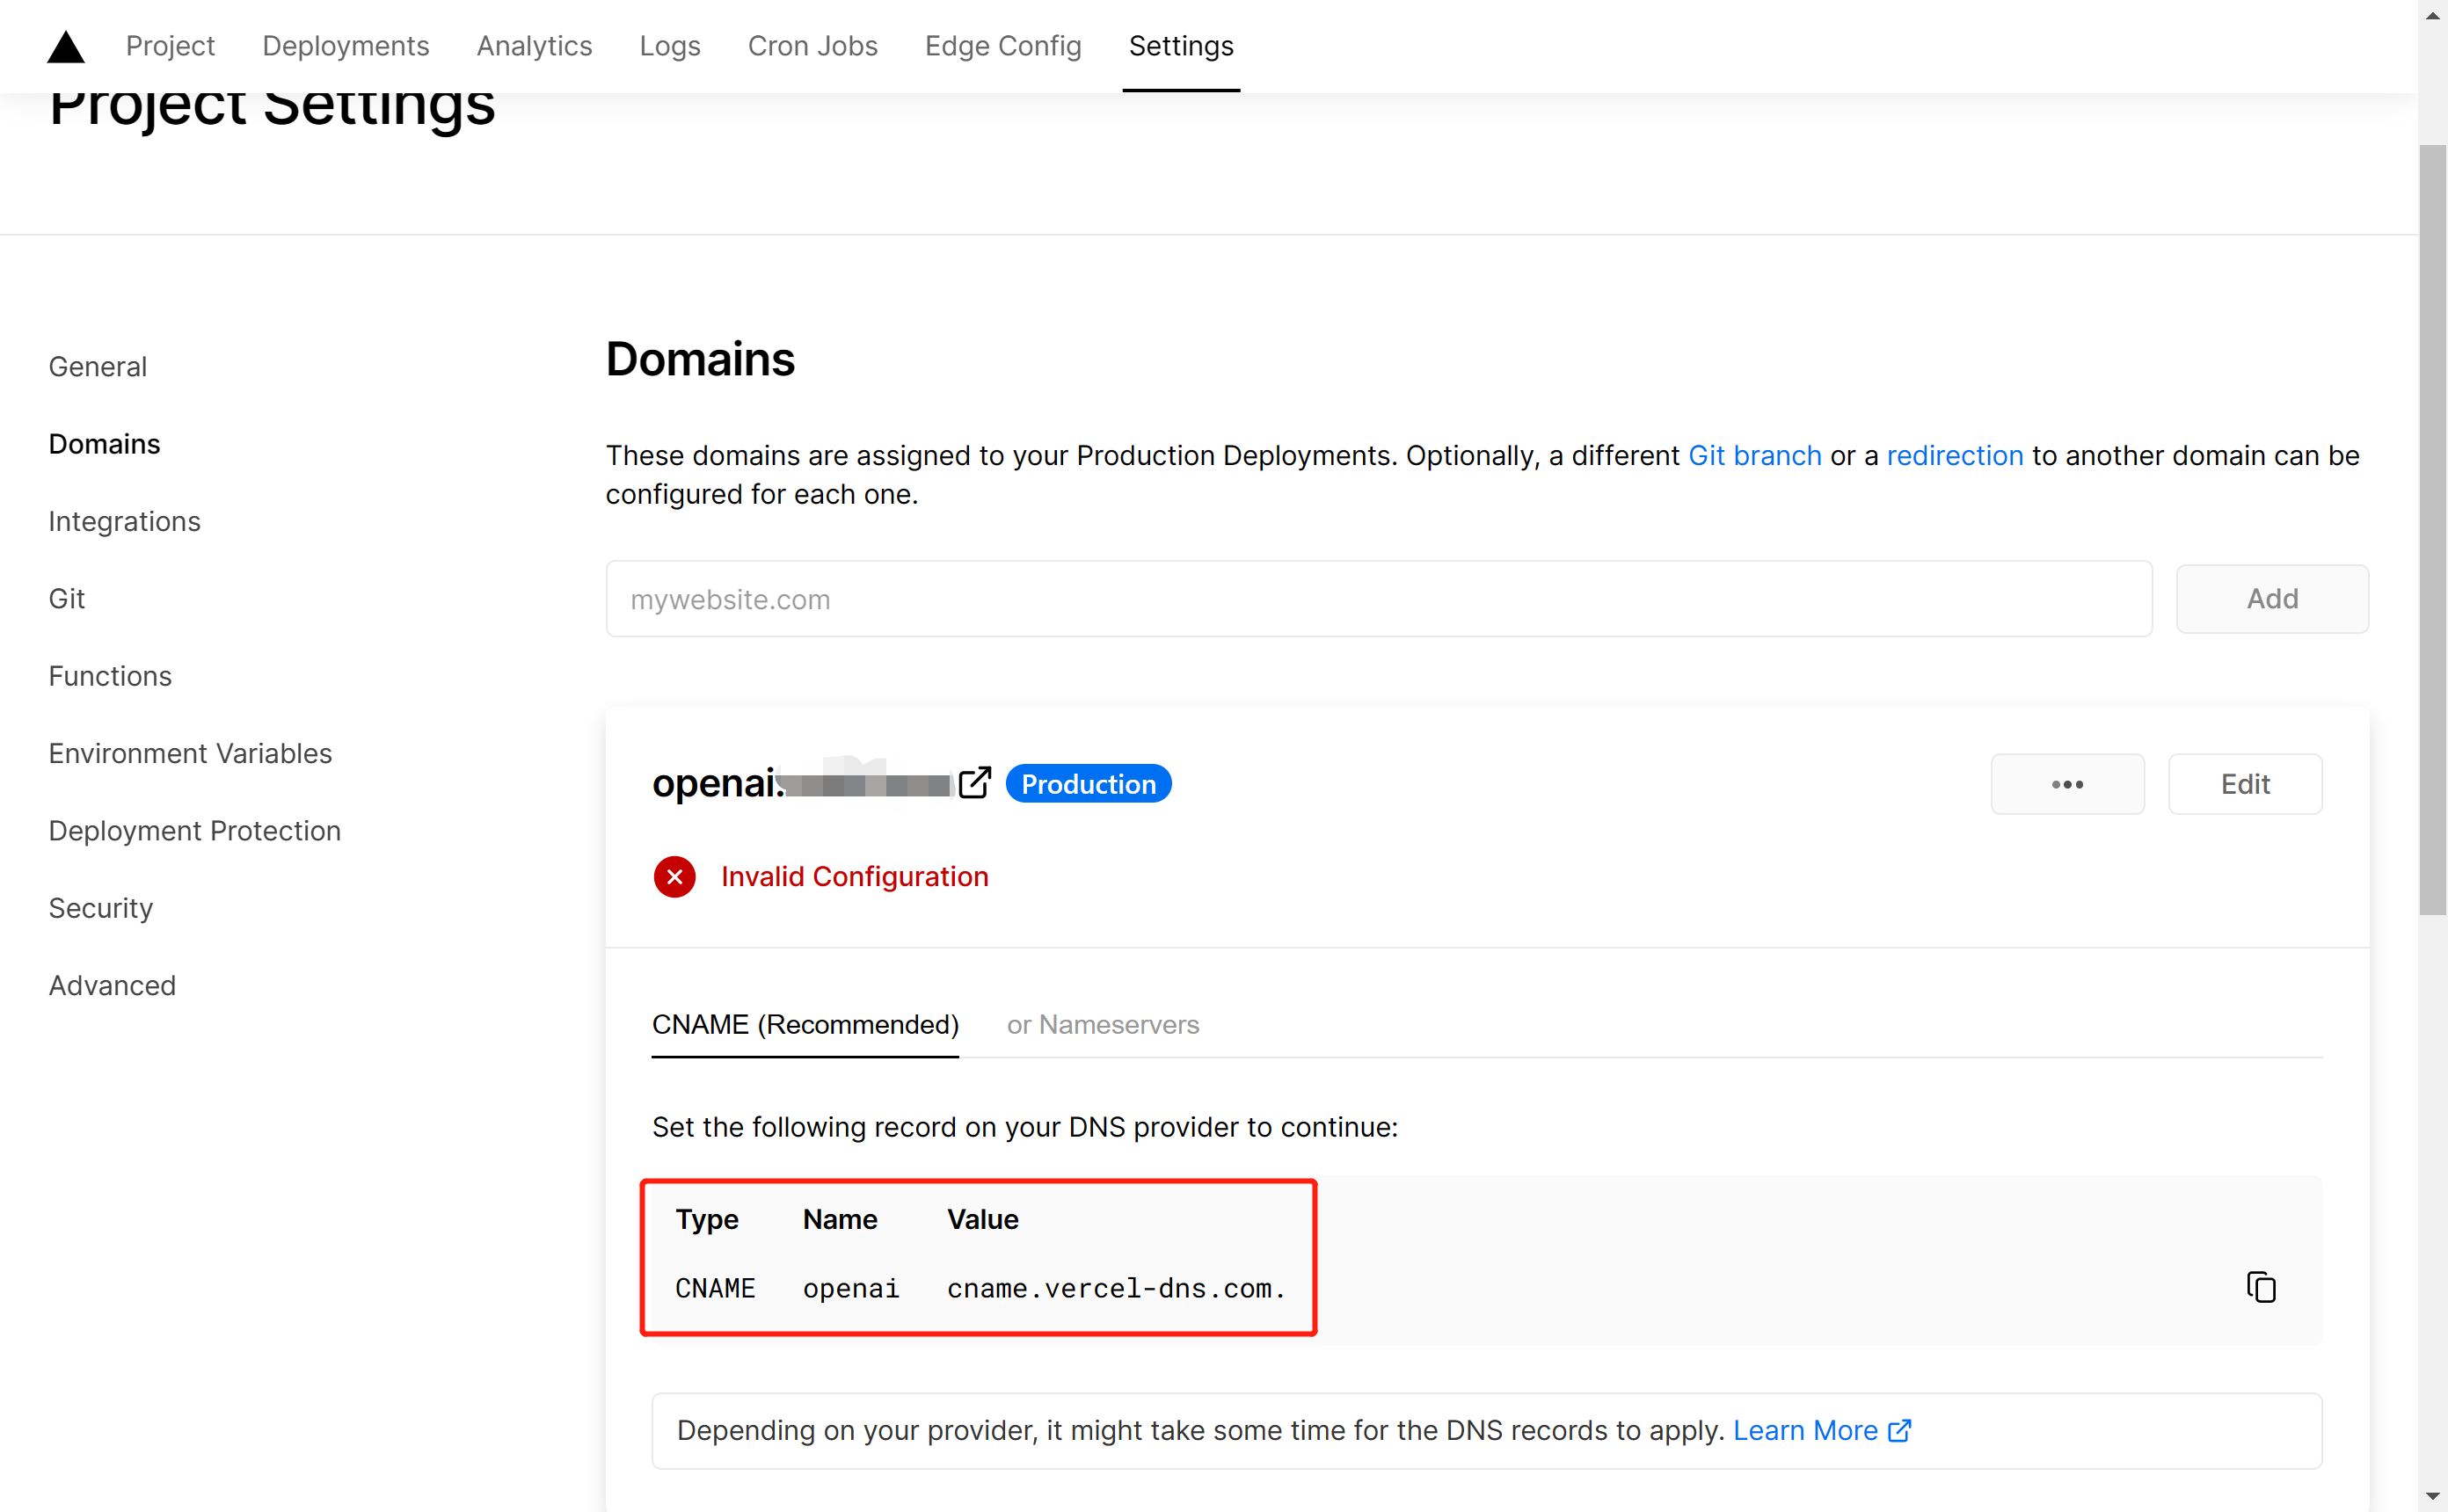 Project Deployments Analytics Logs Cron Jobs Edge Config Settings
Project Settings
General
Domains
Integrations
Git
Functions
Environment Variables
Deployment Protection
Security
Advanced
Domains
These domains are assigned to your Production Deployments. Optionally, a different Git branch or a redirection to another domain can be
configured for each one.
mywebsite.com Add
openai. Production ••• Edit
Invalid Configuration
CNAME (Recommended) or Nameservers
Set the following record on your DNS provider to continue:
Type Name Value
CNAME openai cname.vercel-dns.com.
Depending on your provider, it might take some time for the DNS records to apply. Learn More